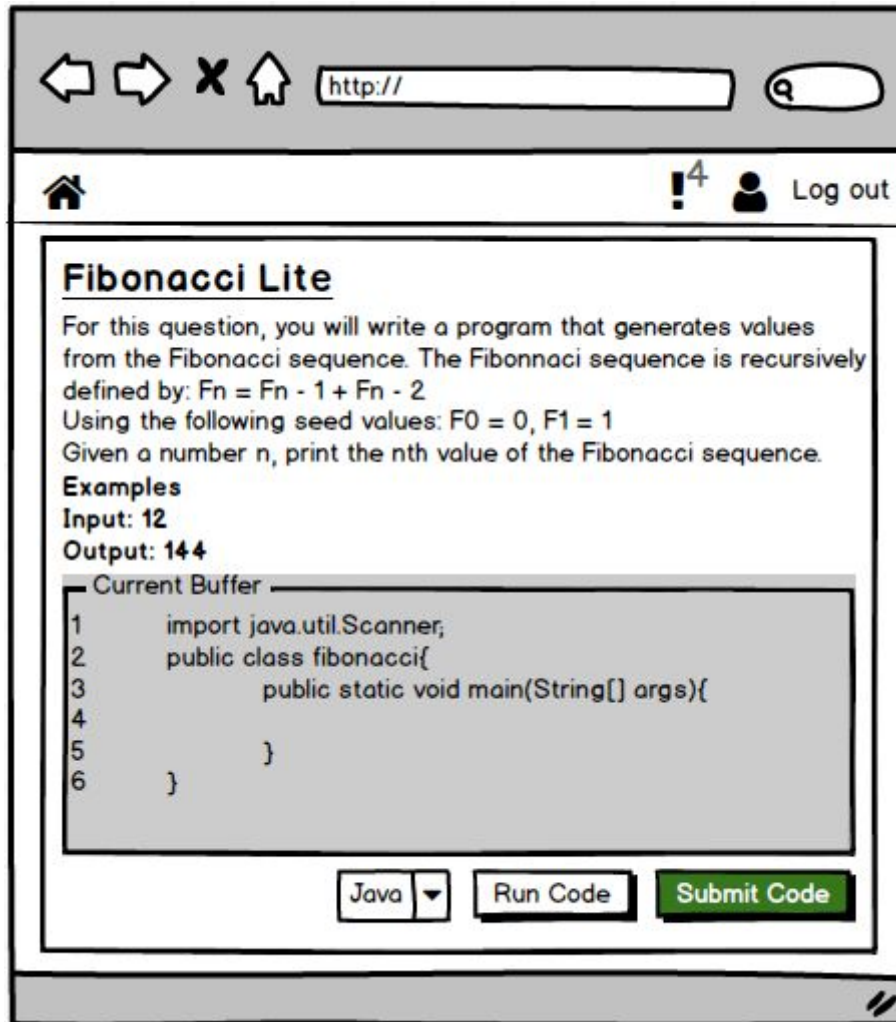 http://
!4 Log out
Fibonacci Lite
For this question, you will write a program that generates values
from the Fibonacci sequence. The Fibonnaci sequence is recursively
defined by: Fn = Fn - 1 + Fn - 2
Using the following seed values: F0 = 0, F1 = 1
Given a number n, print the nth value of the Fibonacci sequence.
Examples
Input: 12
Output: 144
Current Buffer
1 import java.util.Scanner;
2 public class fibonacci{
3 public static void main(String[] args){
4
5 }
6 }
Java Run Code Submit Code